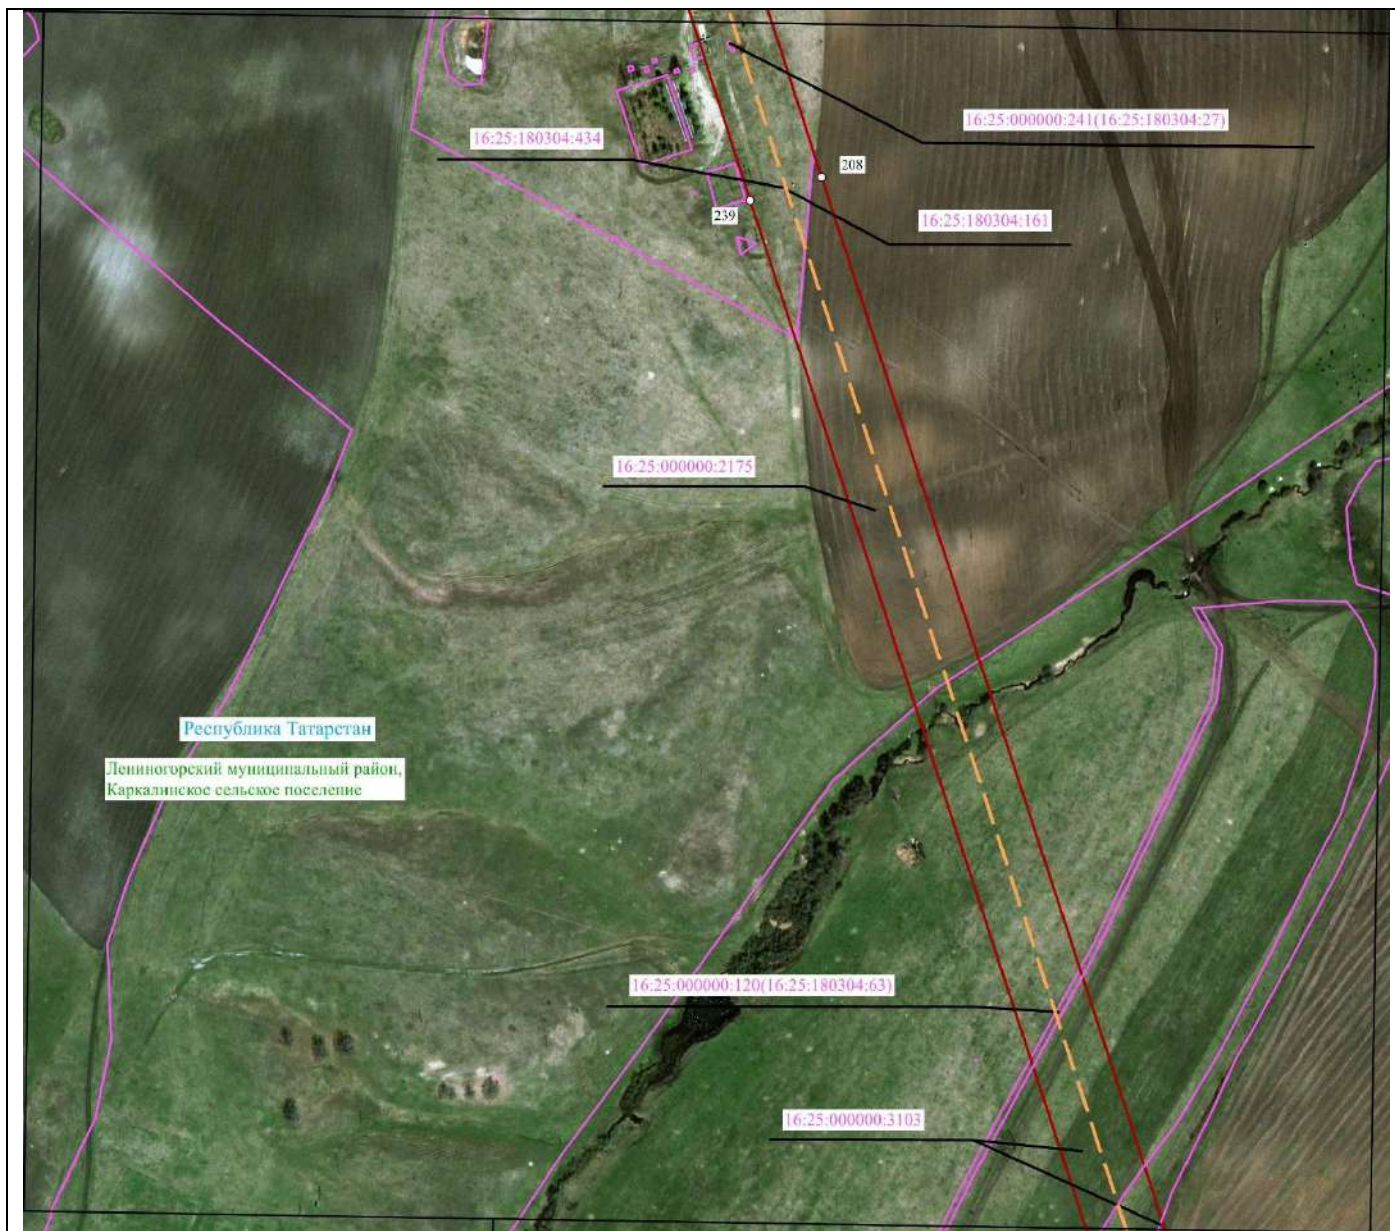 16:25:000000:241(16:25:180304:27)
16:25:180304:434
208
239
16:25:180304:161
16:25:000000:2175
Республика Татарстан
Лениногорский муниципальный район,
Каркалинское сельское поселение
16:25:000000:120(16:25:180304:63)
16:25:000000:3103